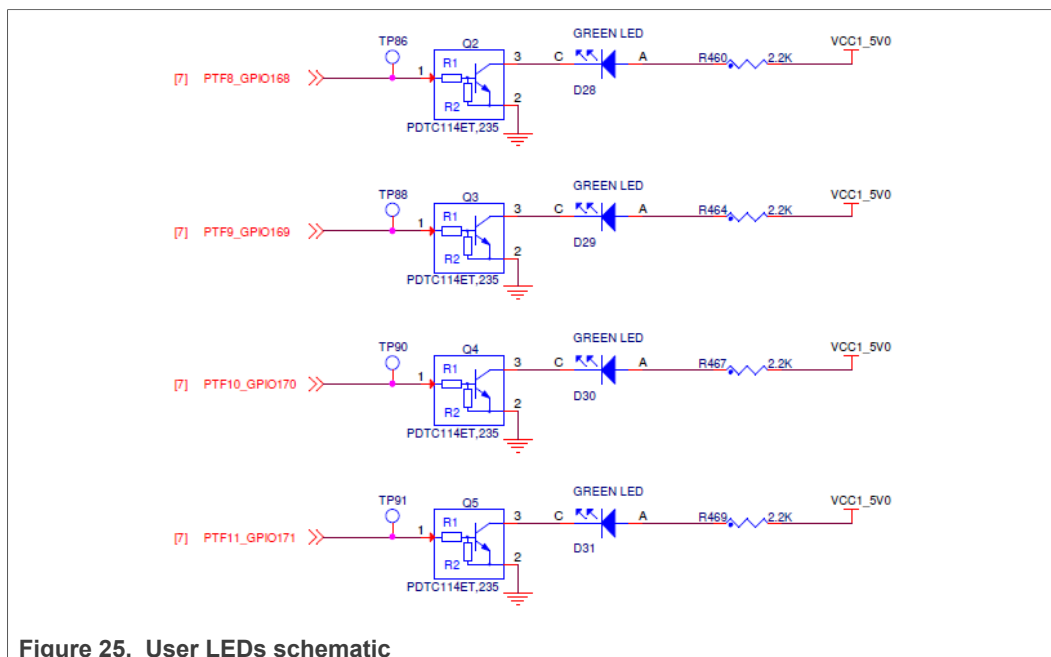 TP86 Q2 GREEN LED VCC1_5V0
R1 3 C A R460 2.2K
[7] PTF8_GPIO168 1
D28
R2 2
PDTC114ET,235
TP88 Q3 GREEN LED VCC1_5V0
R1 3 C A R464 2.2K
[7] PTF9_GPIO169 1
D29
R2 2
PDTC114ET,235
TP90 Q4 GREEN LED VCC1_5V0
R1 3 C A R467 2.2K
[7] PTF10_GPIO170 1
D30
R2 2
PDTC114ET,235
TP91 Q5 GREEN LED VCC1_5V0
R1 3 C A R469 2.2K
[7] PTF11_GPIO171 1
D31
R2 2
PDTC114ET,235
Figure 25. User LEDs schematic